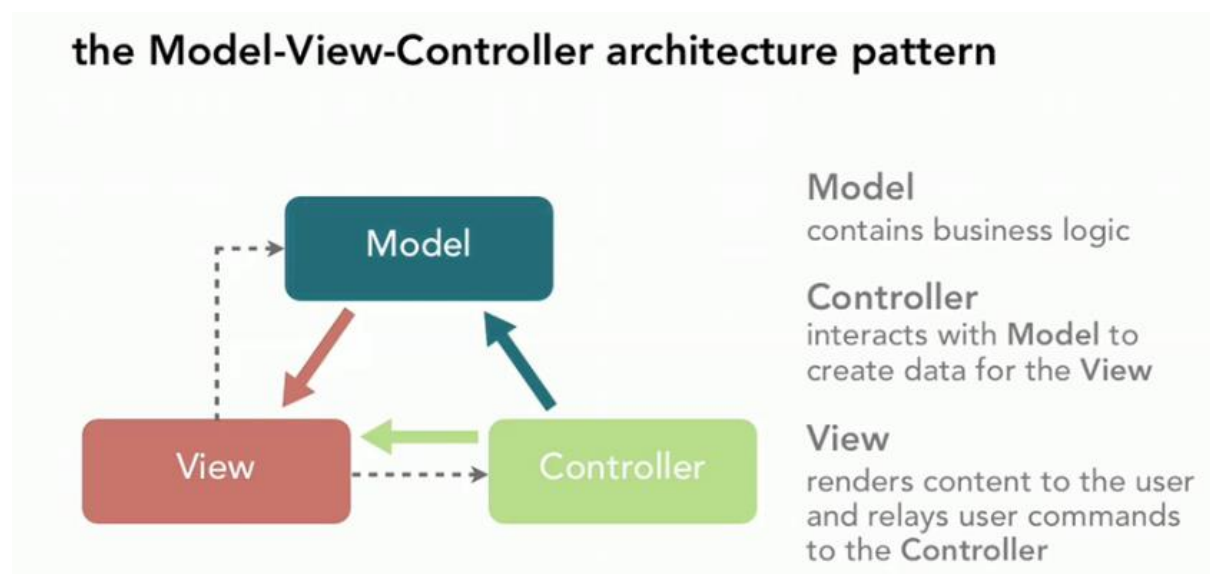 the Model-View-Controller architecture pattern
Model
View
Controller
Model
contains business logic
Controller
interacts with Model to
create data for the View
View
renders content to the user
and relays user commands
to the Controller